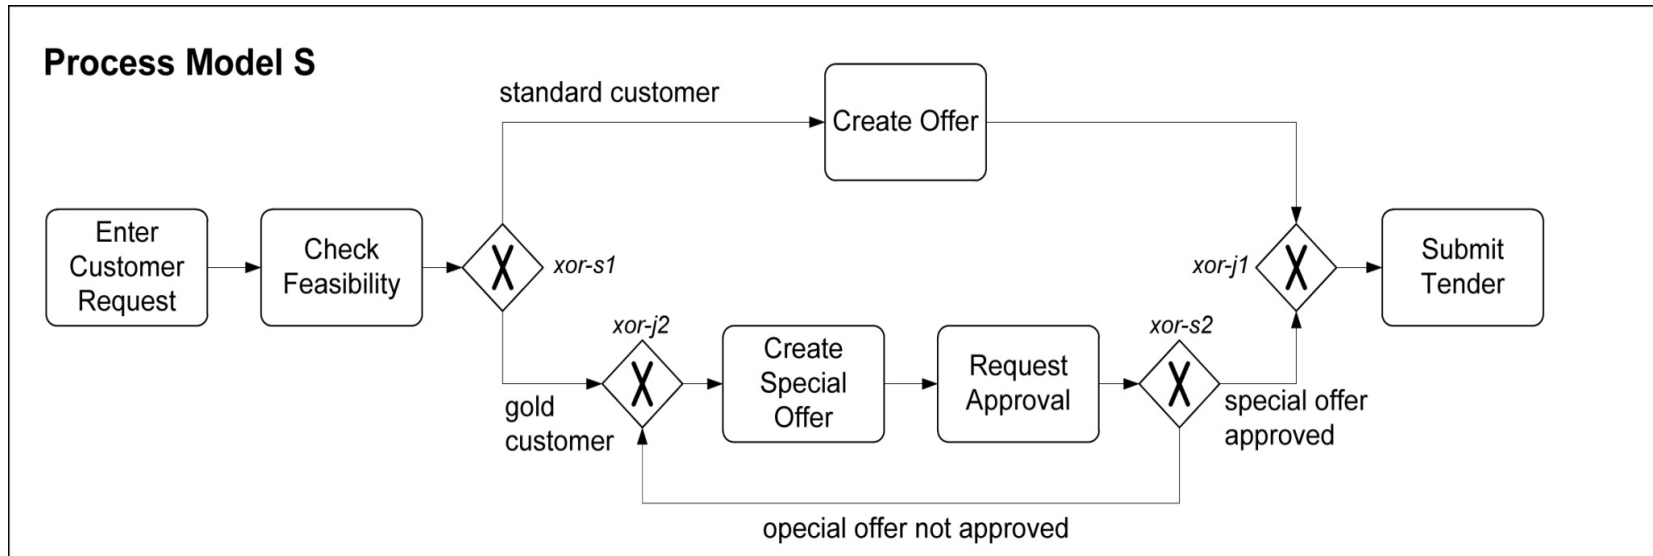 Process Model S
standard customer
Create Offer
Enter
Customer
Request
Check
Feasibility
X
xor-s1
xor-j1
X
Submit
Tender
xor-j2
X
gold
customer
Create
Special
Offer
Request
Approval
xor-s2
X
special offer
approved
opecial offer not approved